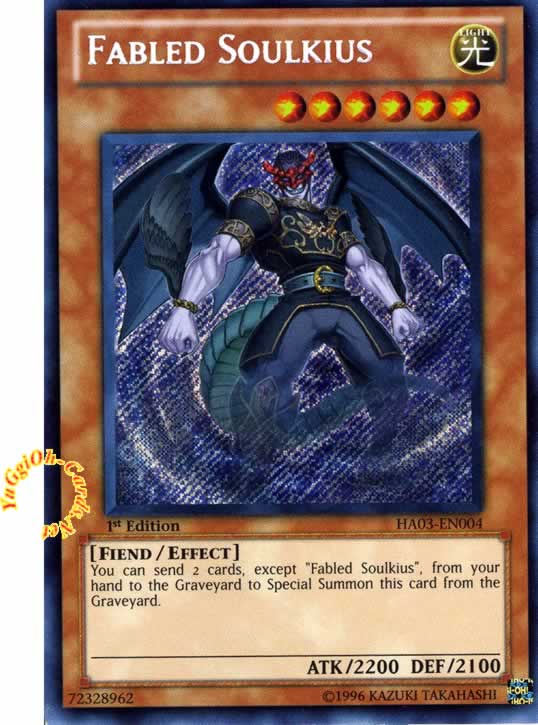 FABLED SOULKIUS
LIGHT
光
YuGgiOh-Cards.Net
1st Edition
HA03-EN004
[FIEND / EFFECT]
You can send 2 cards, except "Fabled Soulkius", from your
hand to the Graveyard to Special Summon this card from the
Graveyard.
ATK/2200 DEF/2100
72328962
©1996 KAZUKI TAKAHASHI